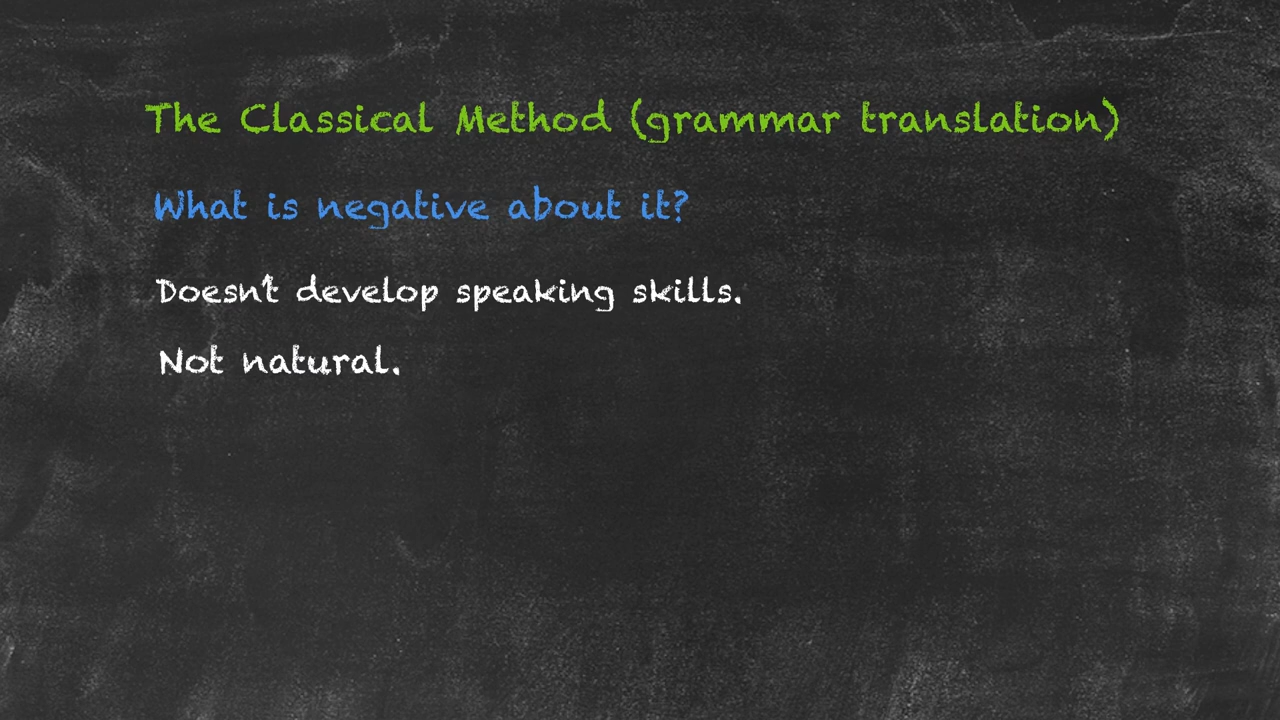 The Classical Method (grammar translation)
What is negative about it?
Doesn't develop speaking skills.
Not natural.